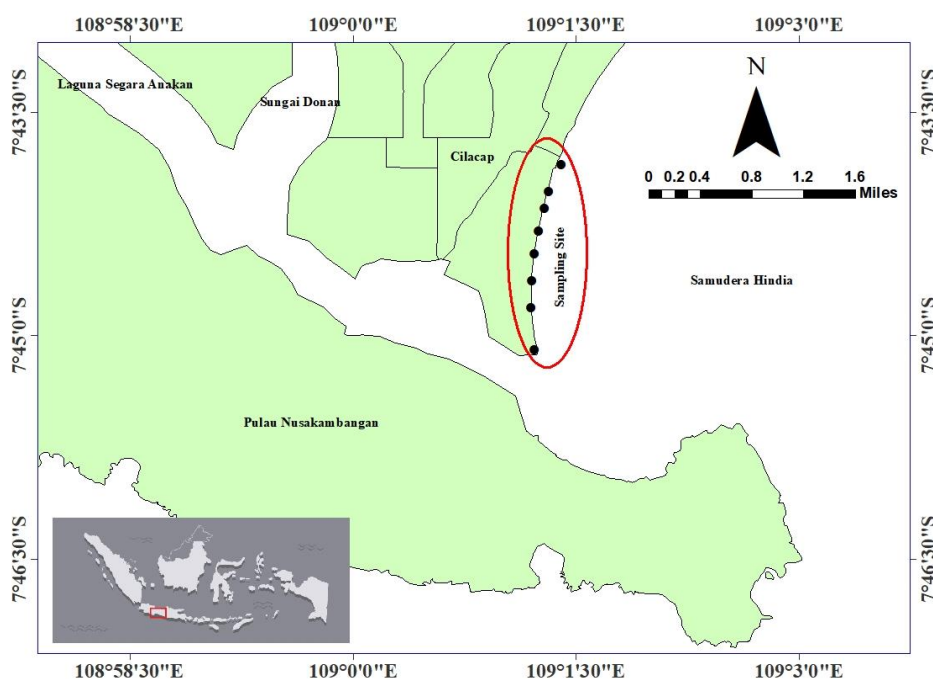 108°58'30"E 109°0'0"E 109°1'30"E 109°3'0"E
Laguna Segara Anakan
Sungai Donan
N
7°43'30"S
7°43'30"S
Cilacap
0 0.2 0.4 0.8 1.2 1.6
Miles
Sampling Site
Samudera Hindia
7°45'0"S
7°45'0"S
Pulau Nusakambangan
7°46'30"S
7°46'30"S
108°58'30"E 109°0'0"E 109°1'30"E 109°3'0"E